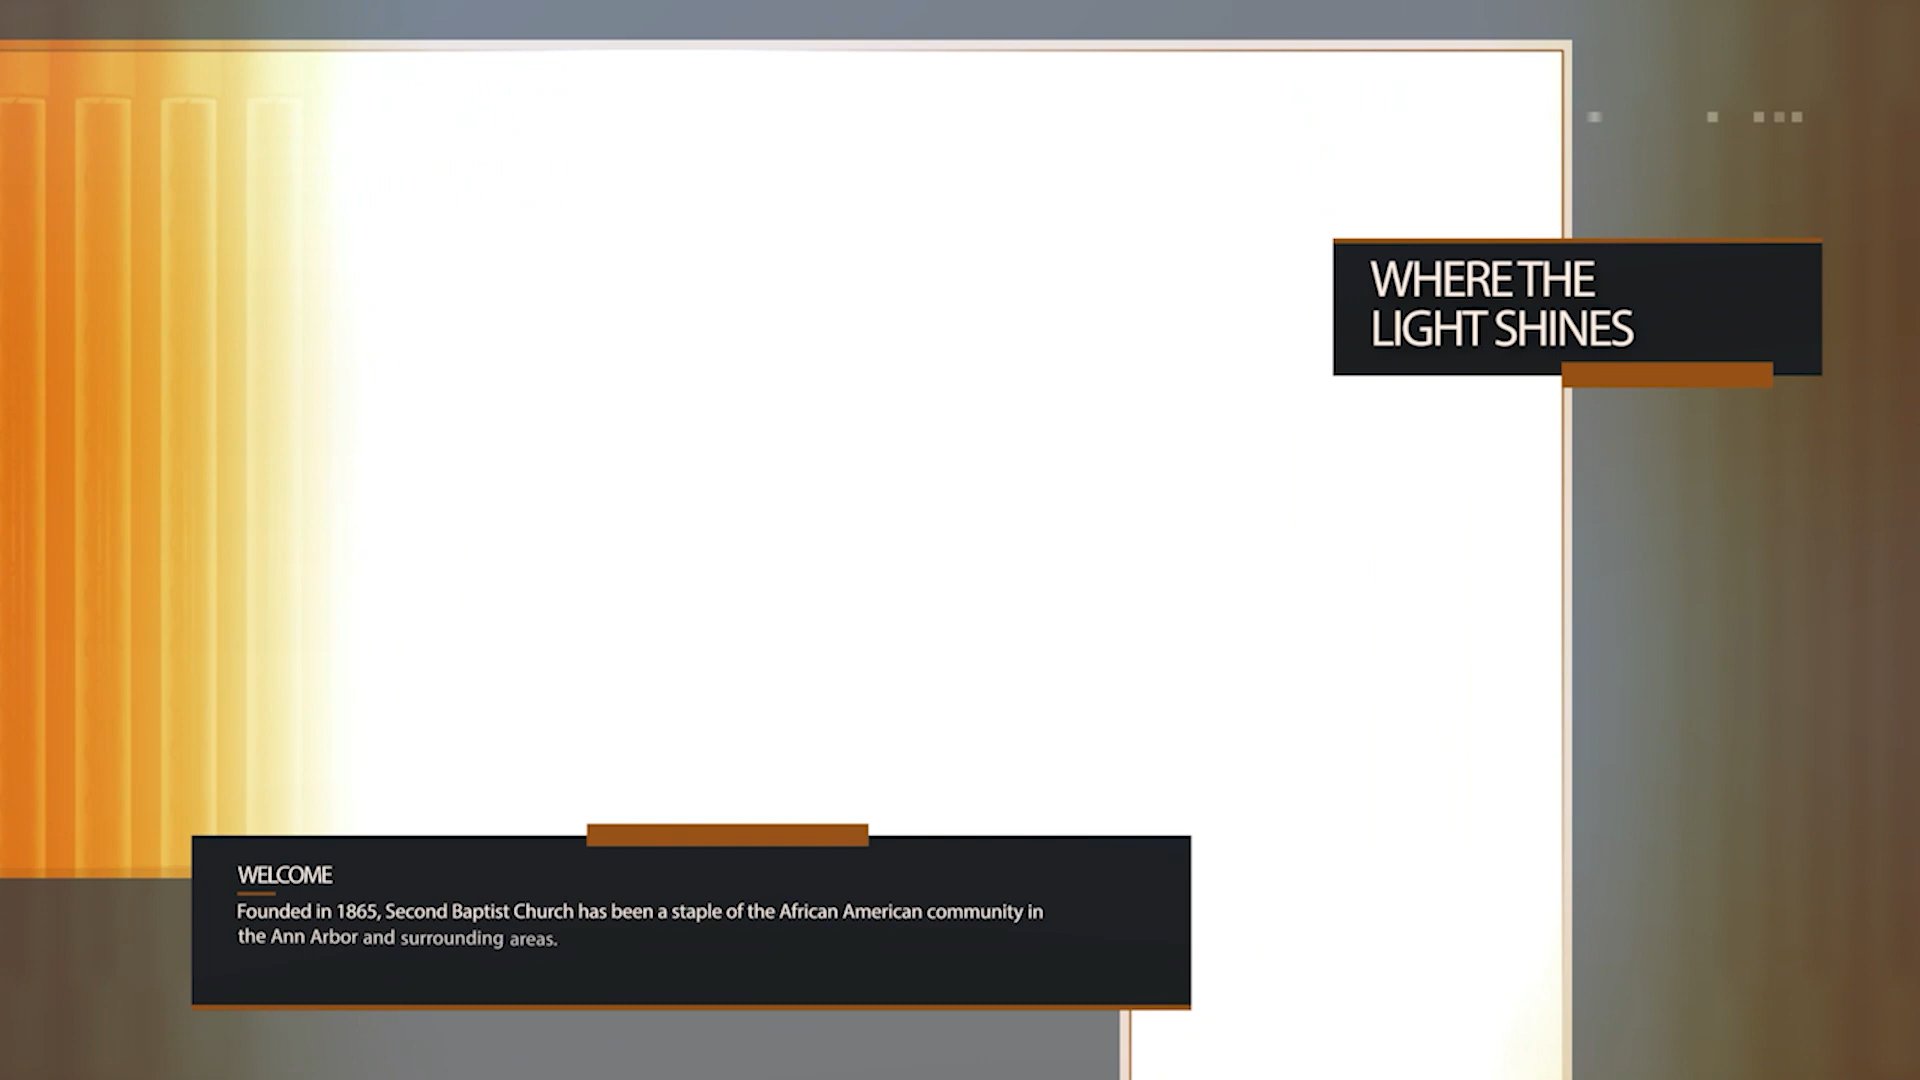 WHERE THE
LIGHT SHINES
WELCOME
Founded in 1865, Second Baptist Church has been a staple of the African American community in
the Ann Arbor and surrounding areas.